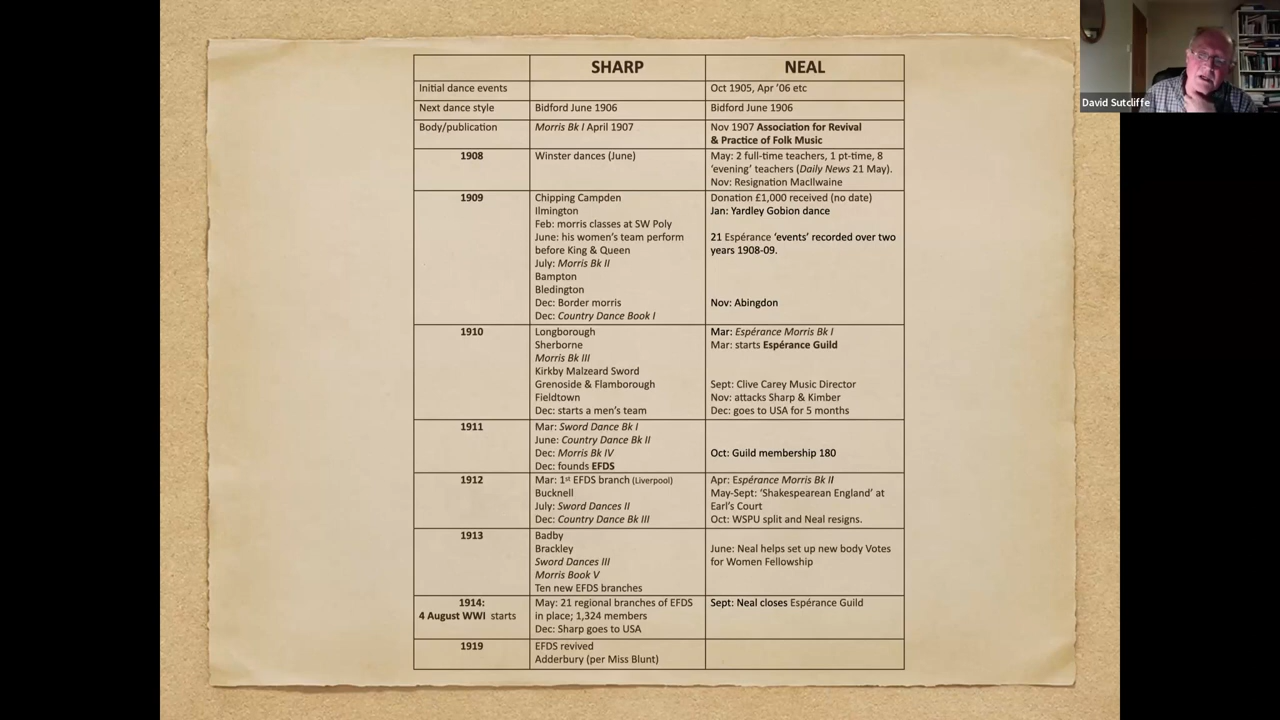 SHARP NEAL
Initial dance events Oct 1905, Apr ’06 etc
Next dance style Bidford June 1906 Bidford June 1906
Body/publication Morris Bk I April 1907 Nov 1907 Association for Revival
& Practice of Folk Music
1908 Winster dances (June) May: 2 full-time teachers, 1 pt-time, 8
‘evening’ teachers (Daily News 21 May).
Nov: Resignation MacIlwaine
1909 Chipping Campden Donation £1,000 received (no date)
Ilmington Jan: Yardley Gobion dance
Feb: morris classes at SW Poly
June: his women’s team perform 21 Espérance ‘events’ recorded over two
before King & Queen years 1908-09.
July: Morris Bk II
Bampton
Bledington
Dec: Border morris Nov: Abingdon
Dec: Country Dance Book I
1910 Longborough Mar: Espérance Morris Bk I
Sherborne Mar: starts Espérance Guild
Morris Bk III
Kirkby Malzeard Sword
Grenoside & Flamborough Sept: Clive Carey Music Director
Fieldtown Nov: attacks Sharp & Kimber
Dec: starts a men’s team Dec: goes to USA for 5 months
1911 Mar: Sword Dance Bk I
June: Country Dance Bk II
Dec: Morris Bk IV Oct: Guild membership 180
Dec: founds EFDS
1912 Mar: 1st EFDS branch (Liverpool) Apr: Espérance Morris Bk II
Bucknell May-Sept: ‘Shakespearean England’ at
July: Sword Dances II Earl’s Court
Dec: Country Dance Bk III Oct: WSPU split and Neal resigns.
1913 Badby
Brackley June: Neal helps set up new body Votes
Sword Dances III for Women Fellowship
Morris Book V
Ten new EFDS branches
1914: May: 21 regional branches of EFDS Sept: Neal closes Espérance Guild
4 August WWI starts in place; 1,324 members
Dec: Sharp goes to USA
1919 EFDS revived
Adderbury (per Miss Blunt)
David Sutcliffe